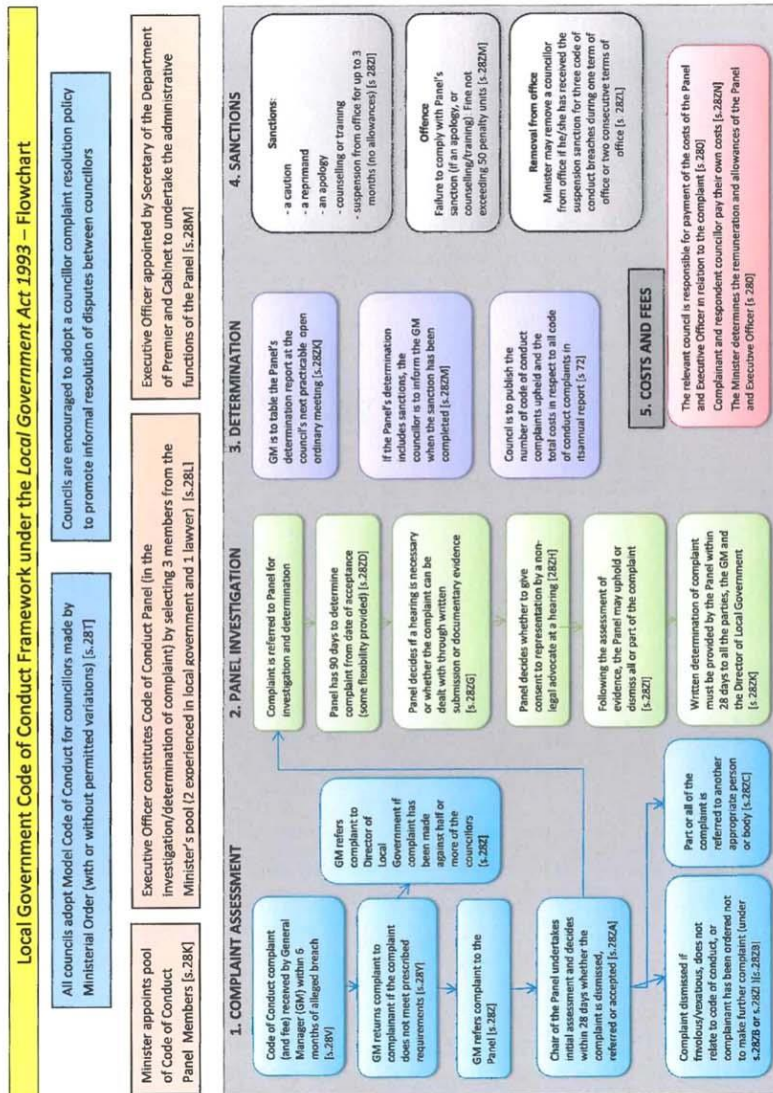 Local Government Code of Conduct Framework under the Local Government Act 1993 – Flowchart
All councils adopt Model Code of Conduct for councillors made by
Ministerial Order (with or without permitted variations) [s.28T]
Councils are encouraged to adopt a councillor complaint resolution policy
to promote informal resolution of disputes between councillors
Minister appoints pool
of Code of Conduct
Panel Members [s.28K]
Executive Officer constitutes Code of Conduct Panel (in the
investigation/determination of complaint) by selecting 3 members from the
Minister's pool (2 experienced in local government and 1 lawyer) [s.28L]
Executive Officer appointed by Secretary of the Department
of Premier and Cabinet to undertake the administrative
functions of the Panel [s.28M]
1. COMPLAINT ASSESSMENT
Code of Conduct complaint
(and fee) received by General
Manager (GM) within 6
months of alleged breach
[s.28V]
GM returns complaint to
complainant if the complaint
does not meet prescribed
requirements [s.28Y]
GM refers complaint to
Director of
Local
Government if
complaint has
been made
against half or
more of the
councillors
[s.28Z]
GM refers complaint to the
Panel [s.28Z]
Chair of the Panel undertakes
initial assessment and decides
within 28 days whether the
complaint is dismissed,
referred or accepted [s.28ZA]
Complaint dismissed if
frivolous/vexatious, does not
relate to code of conduct, or
complainant has been ordered not
to make further complaint (under
s.28ZB or s.28ZI )[s.28ZB]
Part or all of the
complaint is
referred to another
appropriate person
or body [s.28ZC]
2. PANEL INVESTIGATION
Complaint is referred to Panel for
investigation and determination
Panel has 90 days to determine
complaint from date of acceptance
(some flexibility provided) [s.28ZD]
Panel decides if a hearing is necessary
or whether the complaint can be
dealt with through written
submission or documentary evidence
[s.28ZG]
Panel decides whether to give
consent to representation by a non-
legal advocate at a hearing [28ZH]
Following the assessment of
evidence, the Panel may uphold or
dismiss all or part of the complaint
[s.28ZI]
Written determination of complaint
must be provided by the Panel within
28 days to all the parties, the GM and
the Director of Local Government
[s.28ZK]
3. DETERMINATION
GM is to table the Panel's
determination report at the
council's next practicable open
ordinary meeting [s.28ZK]
If the Panel's determination
includes sanctions, the
councillor is to inform the GM
when the sanction has been
completed [s.28ZM]
Council is to publish the
number of code of conduct
complaints upheld and the
total costs in respect to all code
of conduct complaints in
itsannual report [s 72]
4. SANCTIONS
Sanctions:
- a caution
- a reprimand
- an apology
- counselling or training
- suspension from office for up to 3
months (no allowances) [s 28ZI]
Offence
Failure to comply with Panel's
sanction (if an apology, or
counselling/training) Fine not
exceeding 50 penalty units [s.28ZM]
Removal from office
Minister may remove a councillor
from office if he/she has received the
suspension sanction for three code of
conduct breaches during one term of
office or two consecutive terms of
office [s. 28ZL]
5. COSTS AND FEES
The relevant council is responsible for payment of the costs of the Panel
and Executive Officer in relation to the complaint [s.28O]
Complainant and respondent councillor pay their own costs [s.28ZN]
The Minister determines the remuneration and allowances of the Panel
and Executive Officer [s 28O]